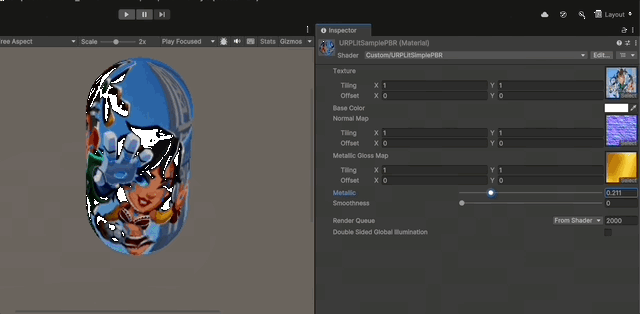 Layout
ree Aspect Scale 2x Play Focused Stats Gizmos
Inspector
URPLitSamplePBR (Material)
Shader Custom/URPLitSimplePBR Edit...
Texture
Tiling X 1 Y 1
Offset X 0 Y 0
Select
Base Color
Normal Map
Tiling X 1 Y 1
Offset X 0 Y 0
Select
Metallic Gloss Map
Tiling X 1 Y 1
Offset X 0 Y 0
Select
Metallic 0.211
Smoothness 0
Render Queue From Shader 2000
Double Sided Global Illumination